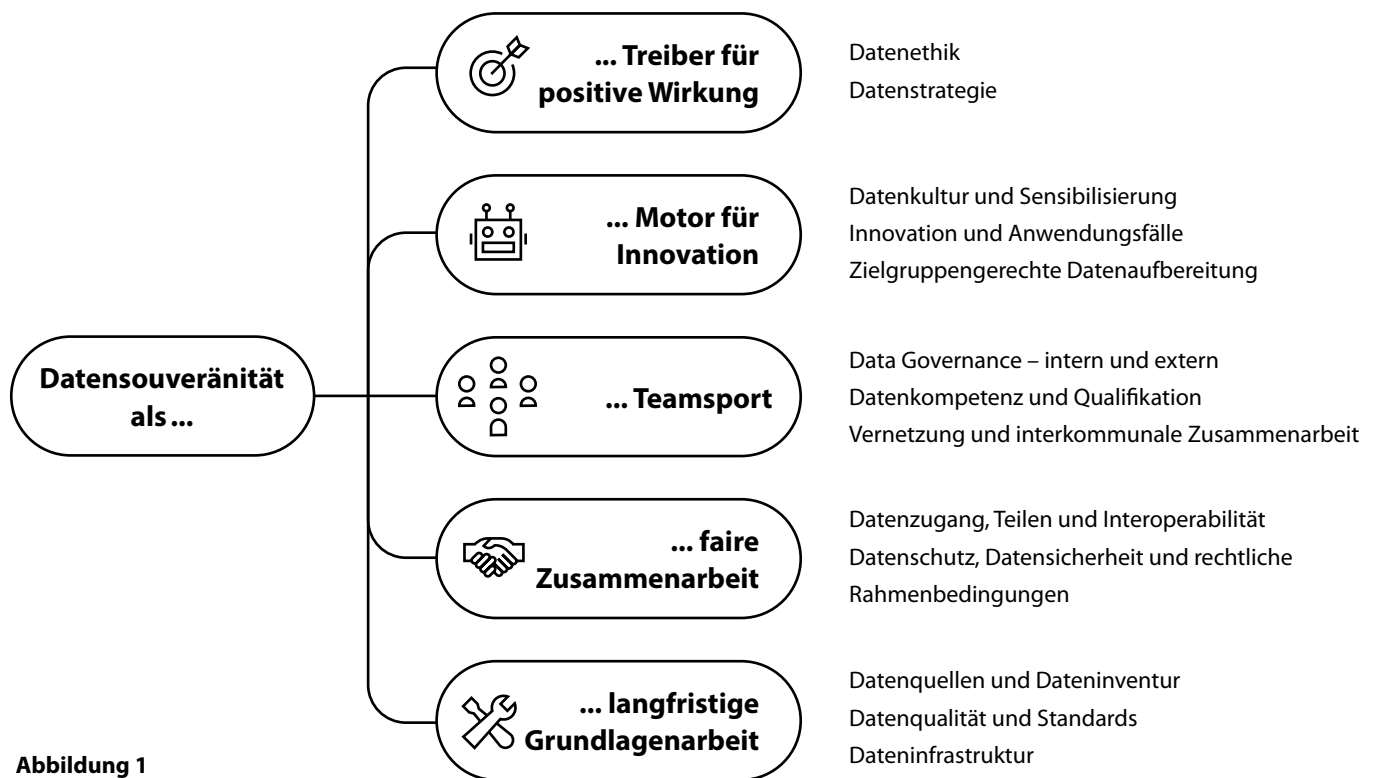 ... Treiber für
positive Wirkung
Datenethik
Datenstrategie
... Motor für
Innovation
Datenkultur und Sensibilisierung
Innovation und Anwendungsfälle
Zielgruppengerechte Datenaufbereitung
Datensouveränität
als ...
... Teamsport
Data Governance – intern und extern
Datenkompetenz und Qualifikation
Vernetzung und interkommunale Zusammenarbeit
... faire
Zusammenarbeit
Datenzugang, Teilen und Interoperabilität
Datenschutz, Datensicherheit und rechtliche
Rahmenbedingungen
... langfristige
Grundlagenarbeit
Datenquellen und Dateninventur
Datenqualität und Standards
Dateninfrastruktur
Abbildung 1